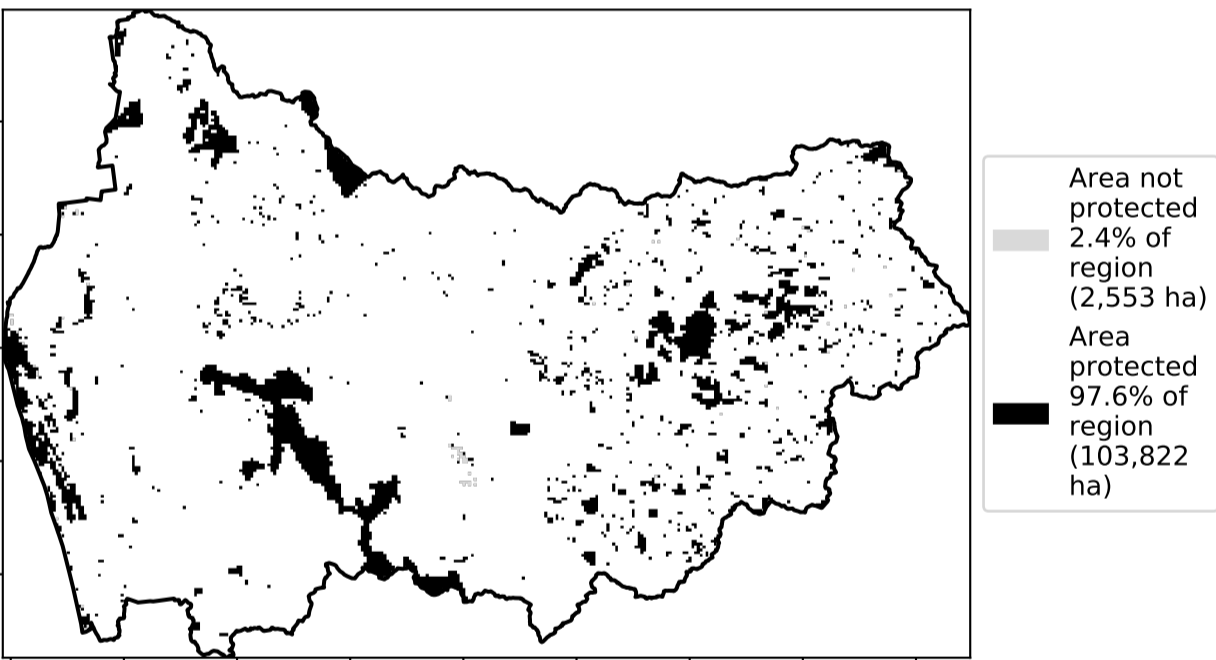 Area not
protected
2.4% of
region
(2,553 ha)
Area
protected
97.6% of
region
(103,822
ha)